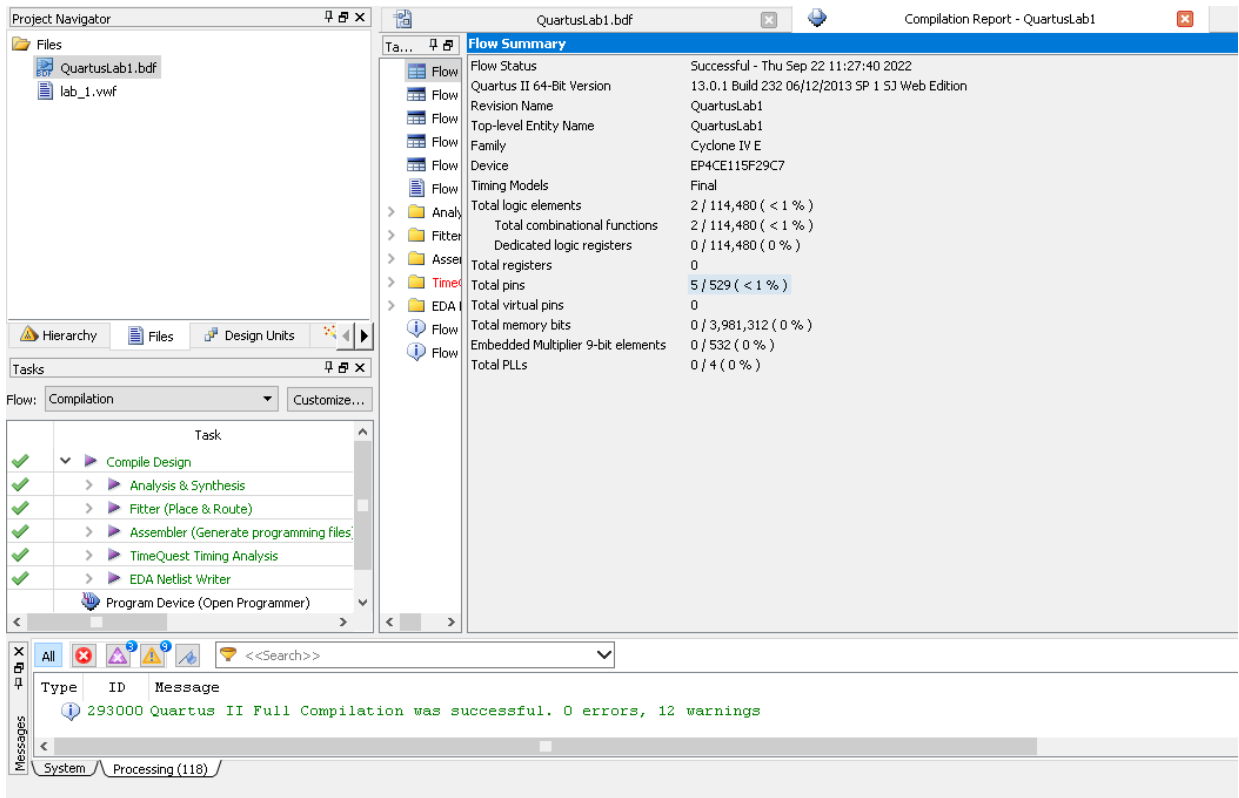 Project Navigator
Files
QuartusLab1.bdf
lab_1.vwf
Hierarchy
Files
Design Units
Tasks
Flow:
Compilation
Customize...
Task
Compile Design
Analysis & Synthesis
Fitter (Place & Route)
Assembler (Generate programming files)
TimeQuest Timing Analysis
EDA Netlist Writer
Program Device (Open Programmer)
QuartusLab1.bdf
Compilation Report - QuartusLab1
Ta...
Flow
Flow
Flow
Flow
Flow
Flow
Analy
Fitter
Asse
Time
EDA
Flow
Flow
Flow Summary
Flow Status Successful - Thu Sep 22 11:27:40 2022
Quartus II 64-Bit Version 13.0.1 Build 232 06/12/2013 SP 1 SJ Web Edition
Revision Name QuartusLab1
Top-level Entity Name QuartusLab1
Family Cyclone IV E
Device EP4CE115F29C7
Timing Models Final
Total logic elements 2 / 114,480 ( < 1 % )
Total combinational functions 2 / 114,480 ( < 1 % )
Dedicated logic registers 0 / 114,480 ( 0 % )
Total registers 0
Total pins 5 / 529 ( < 1 % )
Total virtual pins 0
Total memory bits 0 / 3,981,312 ( 0 % )
Embedded Multiplier 9-bit elements 0 / 532 ( 0 % )
Total PLLs 0 / 4 ( 0 % )
Messages
All
3
9
<<Search>>
Type ID Message
293000 Quartus II Full Compilation was successful. 0 errors, 12 warnings
System
Processing (118)